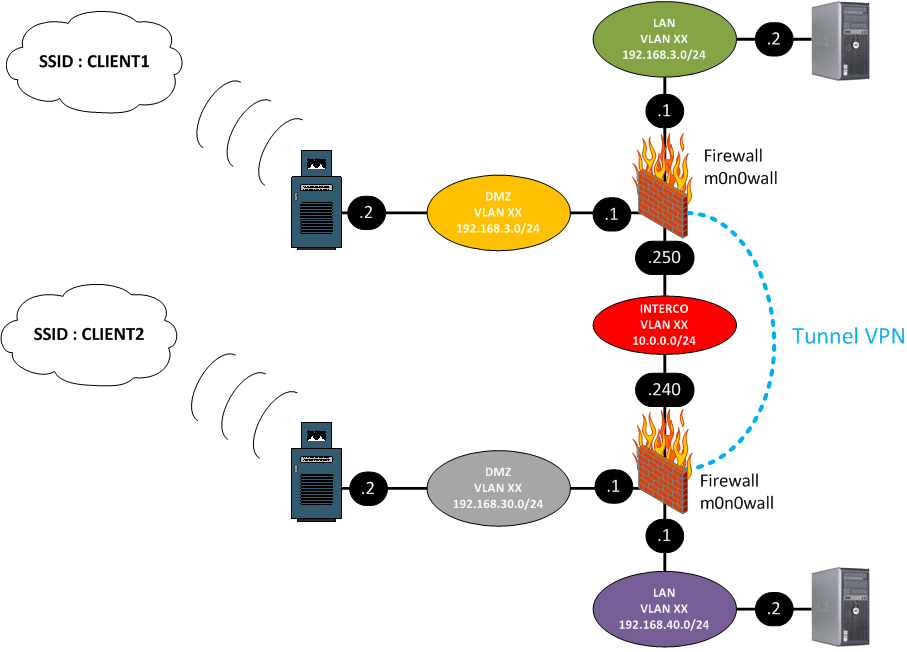 SSID : CLIENT1
LAN
VLAN XX
192.168.3.0/24
.2
.1
Firewall
m0n0wall
.2
DMZ
VLAN XX
192.168.3.0/24
.1
.250
SSID : CLIENT2
INTERCO
VLAN XX
10.0.0.0/24
Tunnel VPN
.240
.2
DMZ
VLAN XX
192.168.30.0/24
.1
Firewall
m0n0wall
.1
LAN
VLAN XX
192.168.40.0/24
.2